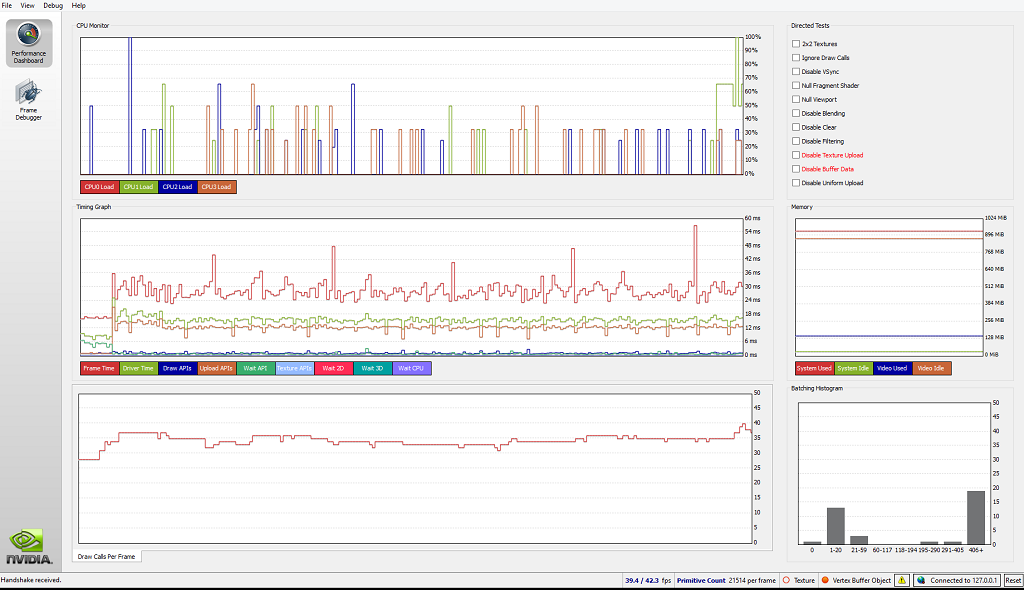 File View Debug Help
Performance
Dashboard
Frame
Debugger
CPU Monitor
100%
90%
80%
70%
60%
50%
40%
30%
20%
10%
0%
CPU0 Load CPU1 Load CPU2 Load CPU3 Load
Timing Graph
60 ms
54 ms
48 ms
42 ms
36 ms
30 ms
24 ms
18 ms
12 ms
6 ms
0 ms
Frame Time Driver Time Draw APIs Upload APIs Wait API Texture APIs Wait 2D Wait 3D Wait CPU
50
45
40
35
30
25
20
15
10
5
0
Draw Calls Per Frame
Directed Tests
2x2 Textures
Ignore Draw Calls
Disable VSync
Null Fragment Shader
Null Viewport
Disable Blending
Disable Clear
Disable Filtering
Disable Texture Upload
Disable Buffer Data
Disable Uniform Upload
Memory
1024 MiB
896 MiB
768 MiB
640 MiB
512 MiB
384 MiB
256 MiB
128 MiB
0 MiB
System Used System Idle Video Used Video Idle
Batching Histogram
50
45
40
35
30
25
20
15
10
5
0
0 1-20 21-59 60-117 118-194 195-290 291-405 406+
NVIDIA.
Handshake received.
39.4 / 42.3 fps Primitive Count 21514 per frame Texture Vertex Buffer Object Connected to 127.0.0.1 Reset